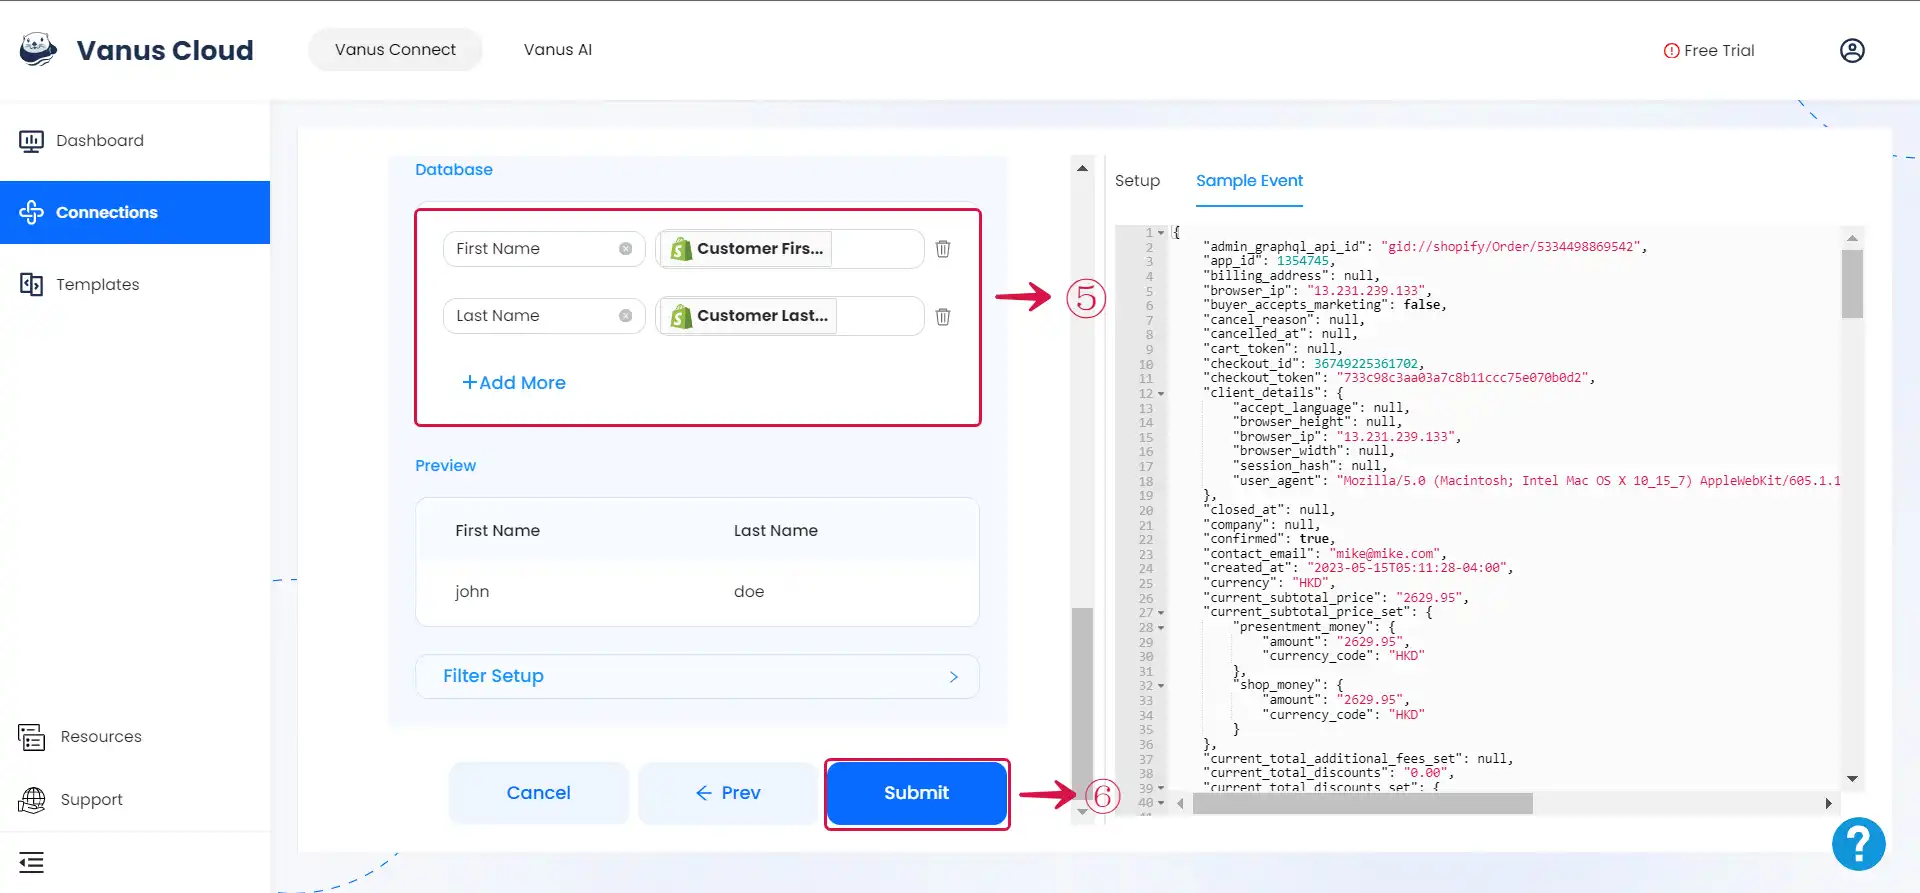 Vanus Cloud
Vanus Connect
Vanus AI
Free Trial
Dashboard
Connections
Templates
Resources
Support
Database
First Name
Customer Firs...
Last Name
Customer Last...
+Add More
⑤
Preview
First Name Last Name
john doe
Filter Setup
Cancel
Prev
Submit
⑥
Setup
Sample Event
1 {
2 "admin_graphql_api_id": "gid://shopify/Order/5334498869542",
3 "app_id": 1354745,
4 "billing_address": null,
5 "browser_ip": "13.231.239.133",
6 "buyer_accepts_marketing": false,
7 "cancel_reason": null,
8 "cancelled_at": null,
9 "cart_token": null,
10 "checkout_id": 36749225361702,
11 "checkout_token": "733c98c3aa03a7c8b11ccc75e070b0d2",
12 "client_details": {
13 "accept_language": null,
14 "browser_height": null,
15 "browser_ip": "13.231.239.133",
16 "browser_width": null,
17 "session_hash": null,
18 "user_agent": "Mozilla/5.0 (Macintosh; Intel Mac OS X 10_15_7) AppleWebKit/605.1.1
19 },
20 "closed_at": null,
21 "company": null,
22 "confirmed": true,
23 "contact_email": "mike@mike.com",
24 "created_at": "2023-05-15T05:11:28-04:00",
25 "currency": "HKD",
26 "current_subtotal_price": "2629.95",
27 "current_subtotal_price_set": {
28 "presentment_money": {
29 "amount": "2629.95",
30 "currency_code": "HKD"
31 },
32 "shop_money": {
33 "amount": "2629.95",
34 "currency_code": "HKD"
35 }
36 },
37 "current_total_additional_fees_set": null,
38 "current_total_discounts": "0.00",
39 "current_total_discounts_set": {
40
?